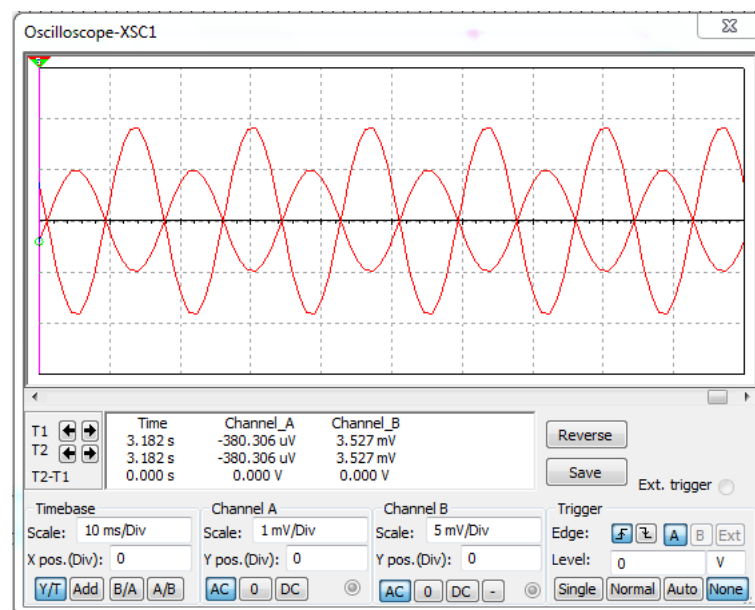 Oscilloscope-XSC1
Time Channel_A Channel_B
T1 3.182 s -380.306 uV 3.527 mV
T2 3.182 s -380.306 uV 3.527 mV
T2-T1 0.000 s 0.000 V 0.000 V
Reverse
Save
Ext. trigger
Timebase
Scale: 10 ms/Div
X pos.(Div): 0
Y/T Add B/A A/B
Channel A
Scale: 1 mV/Div
Y pos.(Div): 0
AC 0 DC
Channel B
Scale: 5 mV/Div
Y pos.(Div): 0
AC 0 DC -
Trigger
Edge: A B Ext
Level: 0 V
Single Normal Auto None